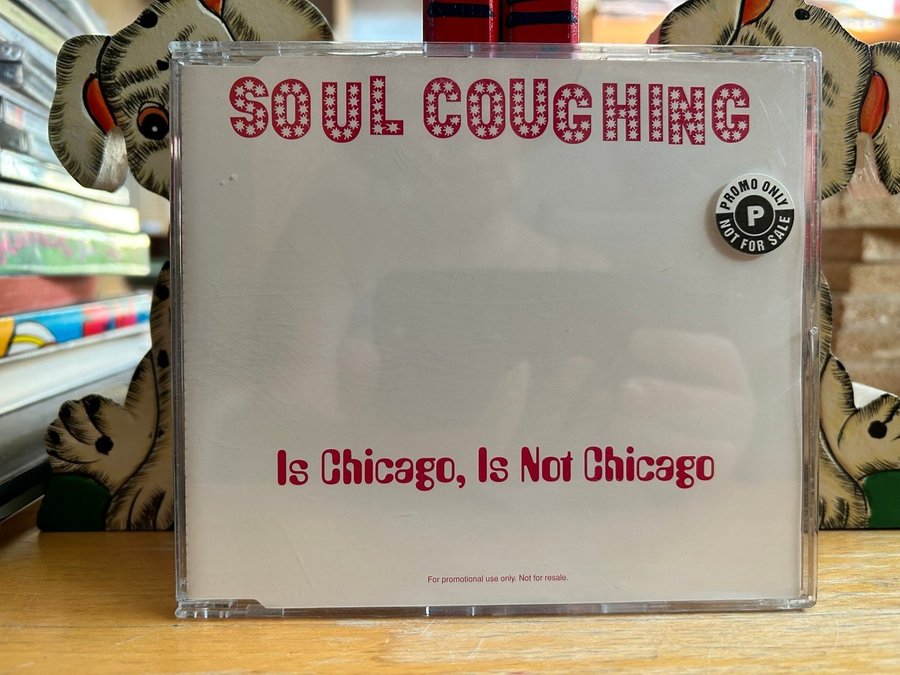 SOUL COUGHING
PROMO ONLY
P
NOT FOR SALE
Is Chicago, Is Not Chicago
For promotional use only. Not for resale.